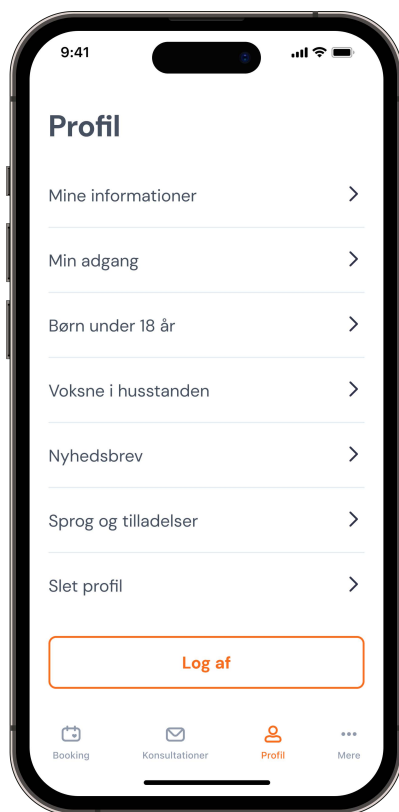 9:41
Profil
Mine informationer
Min adgang
Børn under 18 år
Voksne i husstanden
Nyhedsbrev
Sprog og tilladelser
Slet profil
Log af
Booking Konsultationer Profil Mere